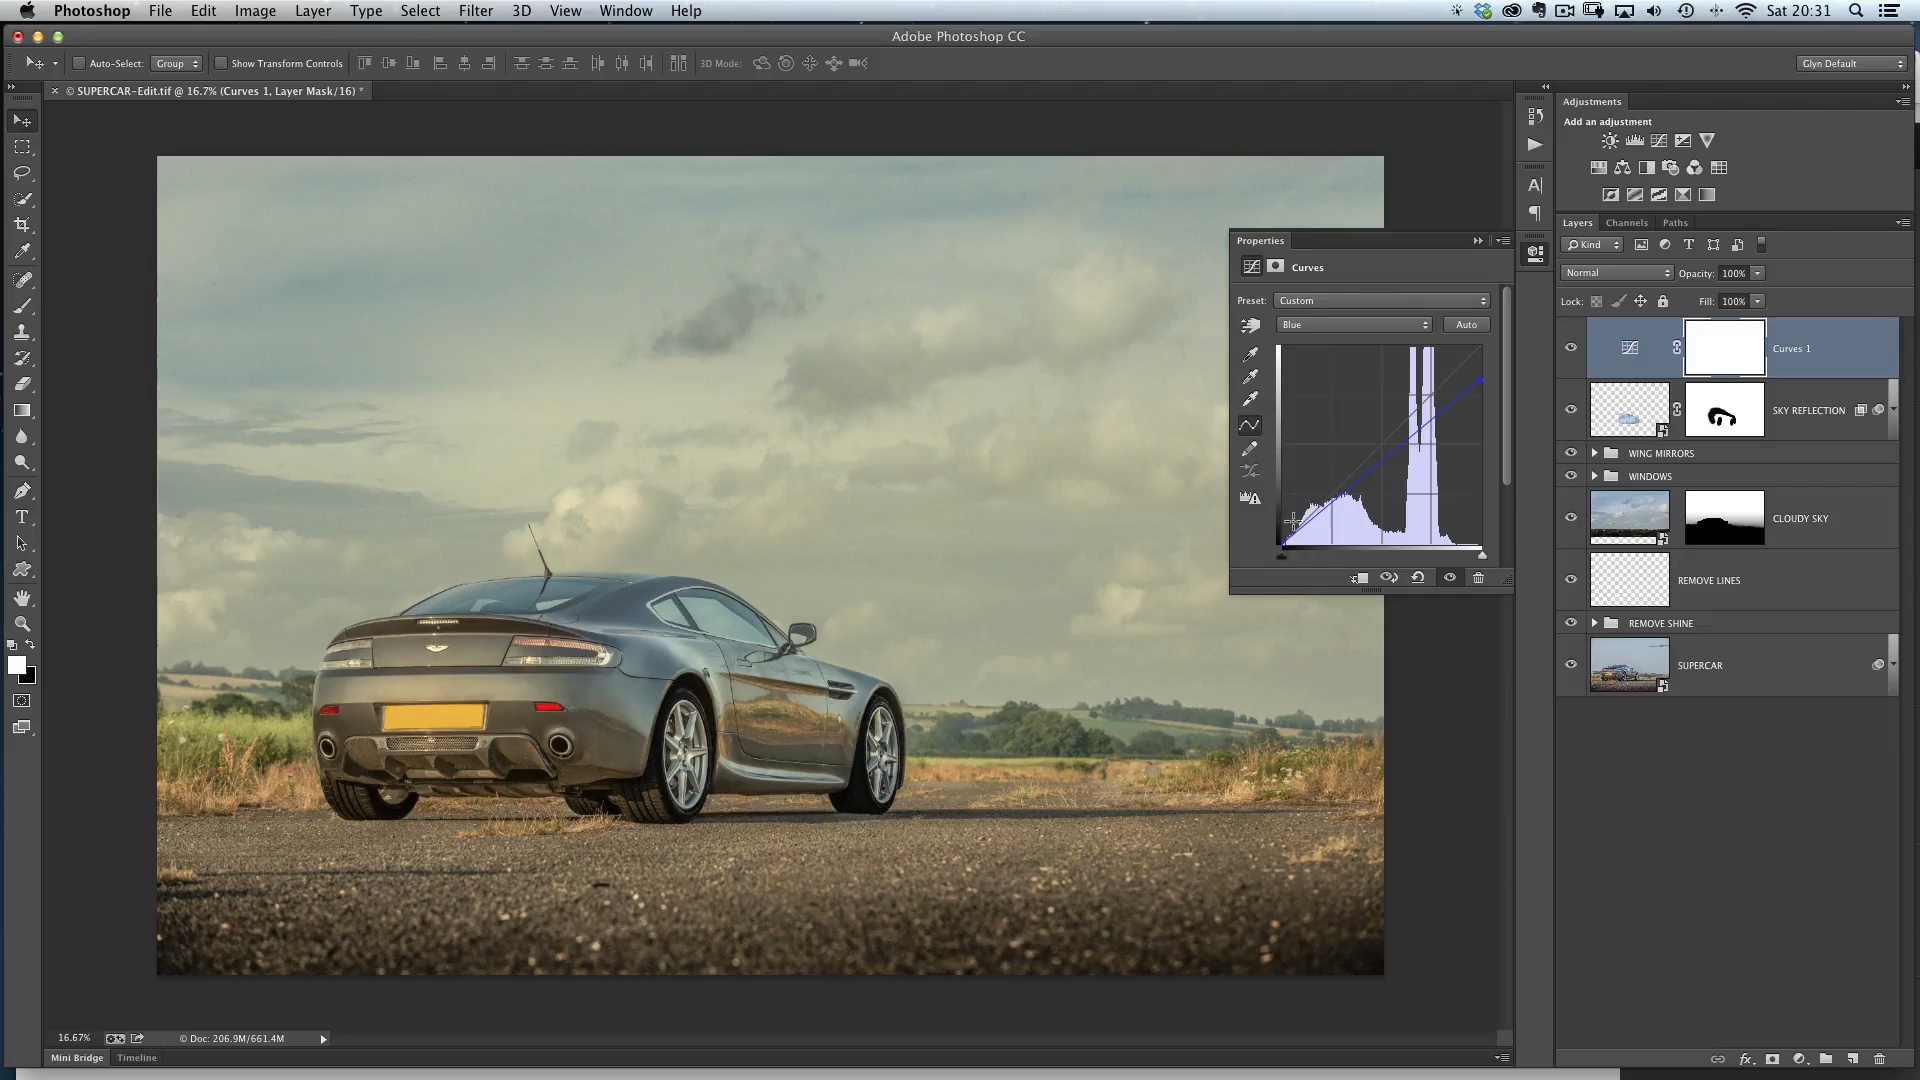 Photoshop File Edit Image Layer Type Select Filter 3D View Window Help Sat 20:31
Adobe Photoshop CC
Auto-Select: Group Show Transform Controls 3D Mode: Glyn Default
× © SUPERCAR-Edit.tif @ 16.7% (Curves 1, Layer Mask/16) *
Adjustments
Add an adjustment
Layers Channels Paths
Kind T
Normal Opacity: 100%
Lock: Fill: 100%
Curves 1
SKY REFLECTION
WING MIRRORS
WINDOWS
CLOUDY SKY
REMOVE LINES
REMOVE SHINE
SUPERCAR
Properties
Curves
Preset: Custom
Blue Auto
16.67% © Doc: 206.9M/661.4M
Mini Bridge Timeline
fx